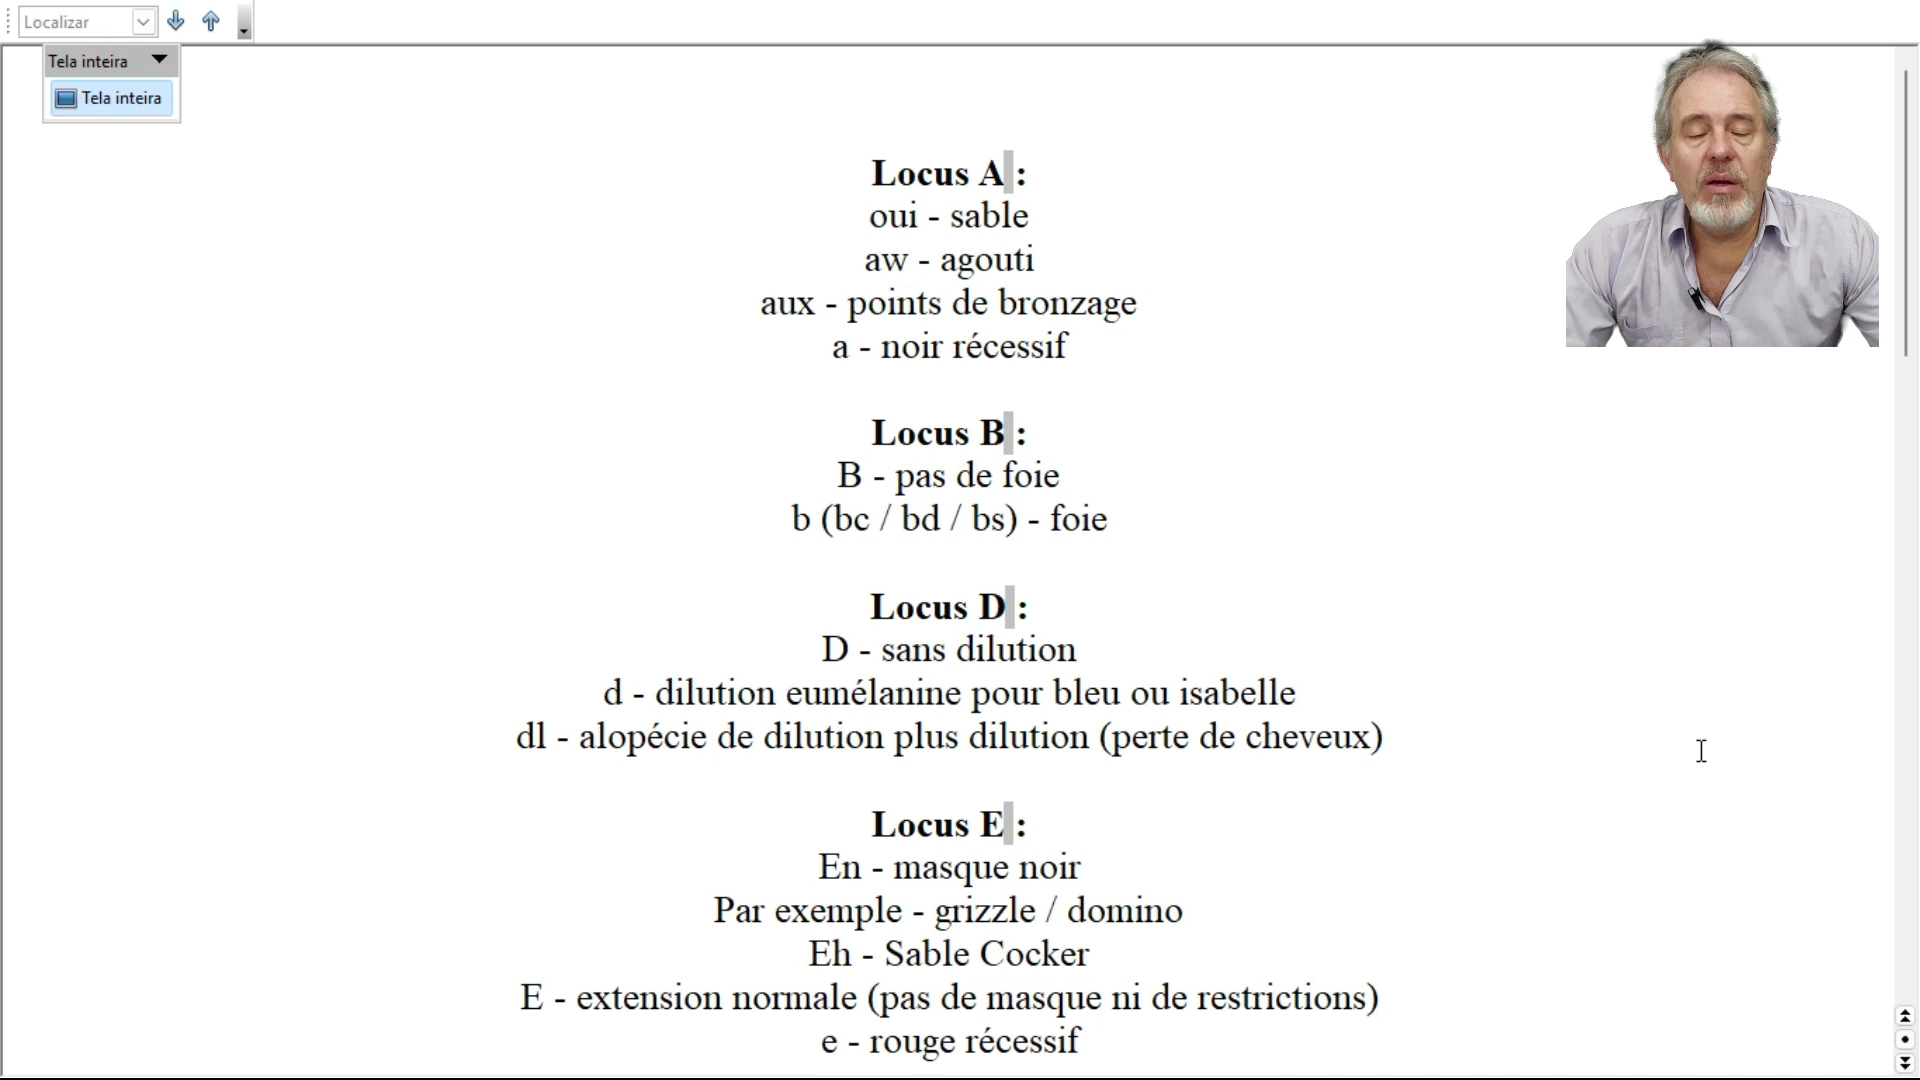 Localizar
Tela inteira
Tela inteira
Locus A :
oui - sable
aw - agouti
aux - points de bronzage
a - noir récessif
Locus B :
B - pas de foie
b (bc / bd / bs) - foie
Locus D :
D - sans dilution
d - dilution eumélanine pour bleu ou isabelle
dl - alopécie de dilution plus dilution (perte de cheveux)
Locus E :
En - masque noir
Par exemple - grizzle / domino
Eh - Sable Cocker
E - extension normale (pas de masque ni de restrictions)
e - rouge récessif